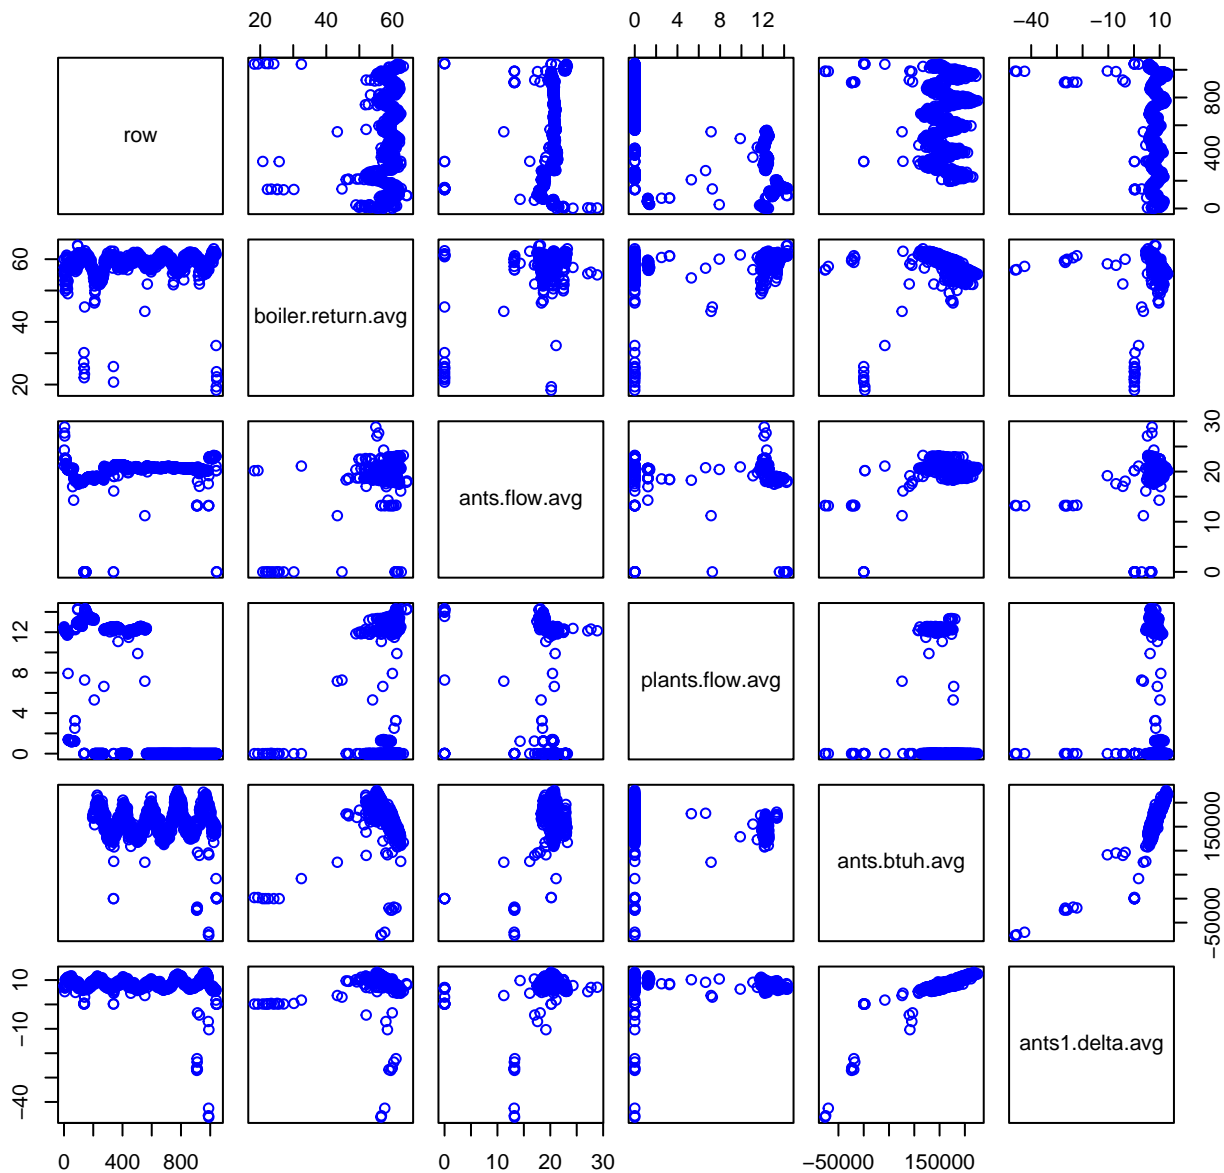 20 40 60
0 4 8 12
−40 −10 10
row
0 400 800
20 40 60
boiler.return.avg
ants.flow.avg
0 10 20 30
0 4 8 12
plants.flow.avg
ants.btuh.avg
−50000 150000
−40 −10 10
ants1.delta.avg
0 400 800
0 10 20 30
−50000 150000